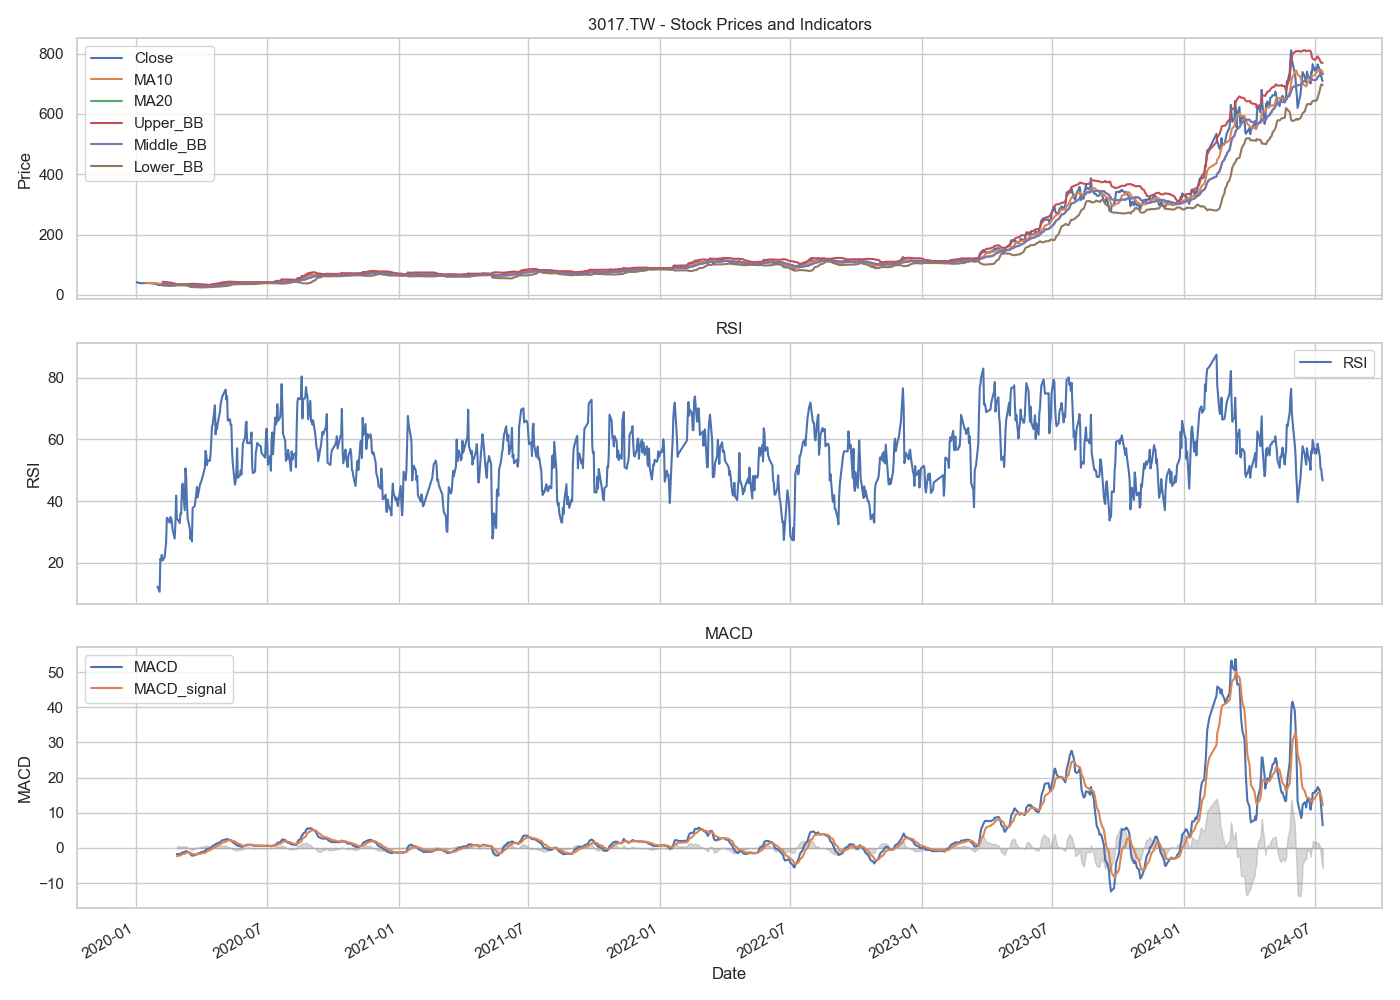 3017.TW - Stock Prices and Indicators
800
600
400
200
0
Price
Close
MA10
MA20
Upper_BB
Middle_BB
Lower_BB
RSI
80
60
40
20
RSI
RSI
MACD
50
40
30
20
10
0
−10
MACD
MACD
MACD_signal
2020-01
2020-07
2021-01
2021-07
2022-01
2022-07
2023-01
2023-07
2024-01
2024-07
Date